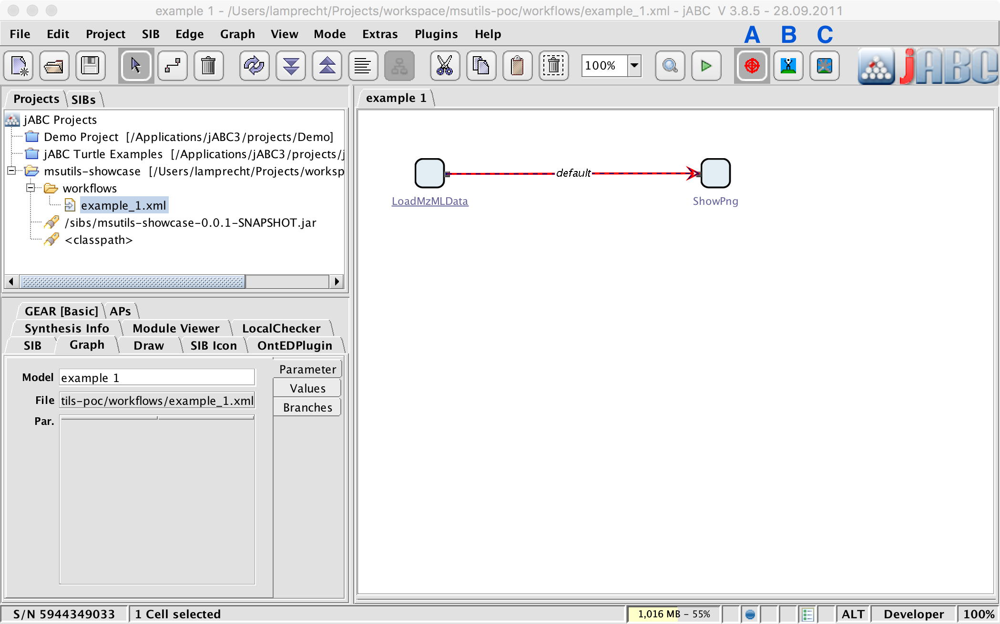 example 1 - /Users/lamprecht/Projects/workspace/msutils-poc/workflows/example_1.xml - jABC V 3.8.5 - 28.09.2011
File Edit Project SIB Edge Graph View Mode Extras Plugins Help A B C
100% jABC
Projects SIBs
jABC Projects
Demo Project [/Applications/jABC3/projects/Demo]
jABC Turtle Examples [/Applications/jABC3/projects/j
msutils-showcase [/Users/lamprecht/Projects/worksp
workflows
example_1.xml
/sibs/msutils-showcase-0.0.1-SNAPSHOT.jar
<classpath>
example 1
default
LoadMzMLData ShowPng
GEAR [Basic] APs
Synthesis Info Module Viewer LocalChecker
SIB Graph Draw SIB Icon OntEDPlugin
Model example 1
File tils-poc/workflows/example_1.xml
Par.
Parameter
Values
Branches
S/N 5944349033 1 Cell selected 1,016 MB - 55% ALT Developer 100%